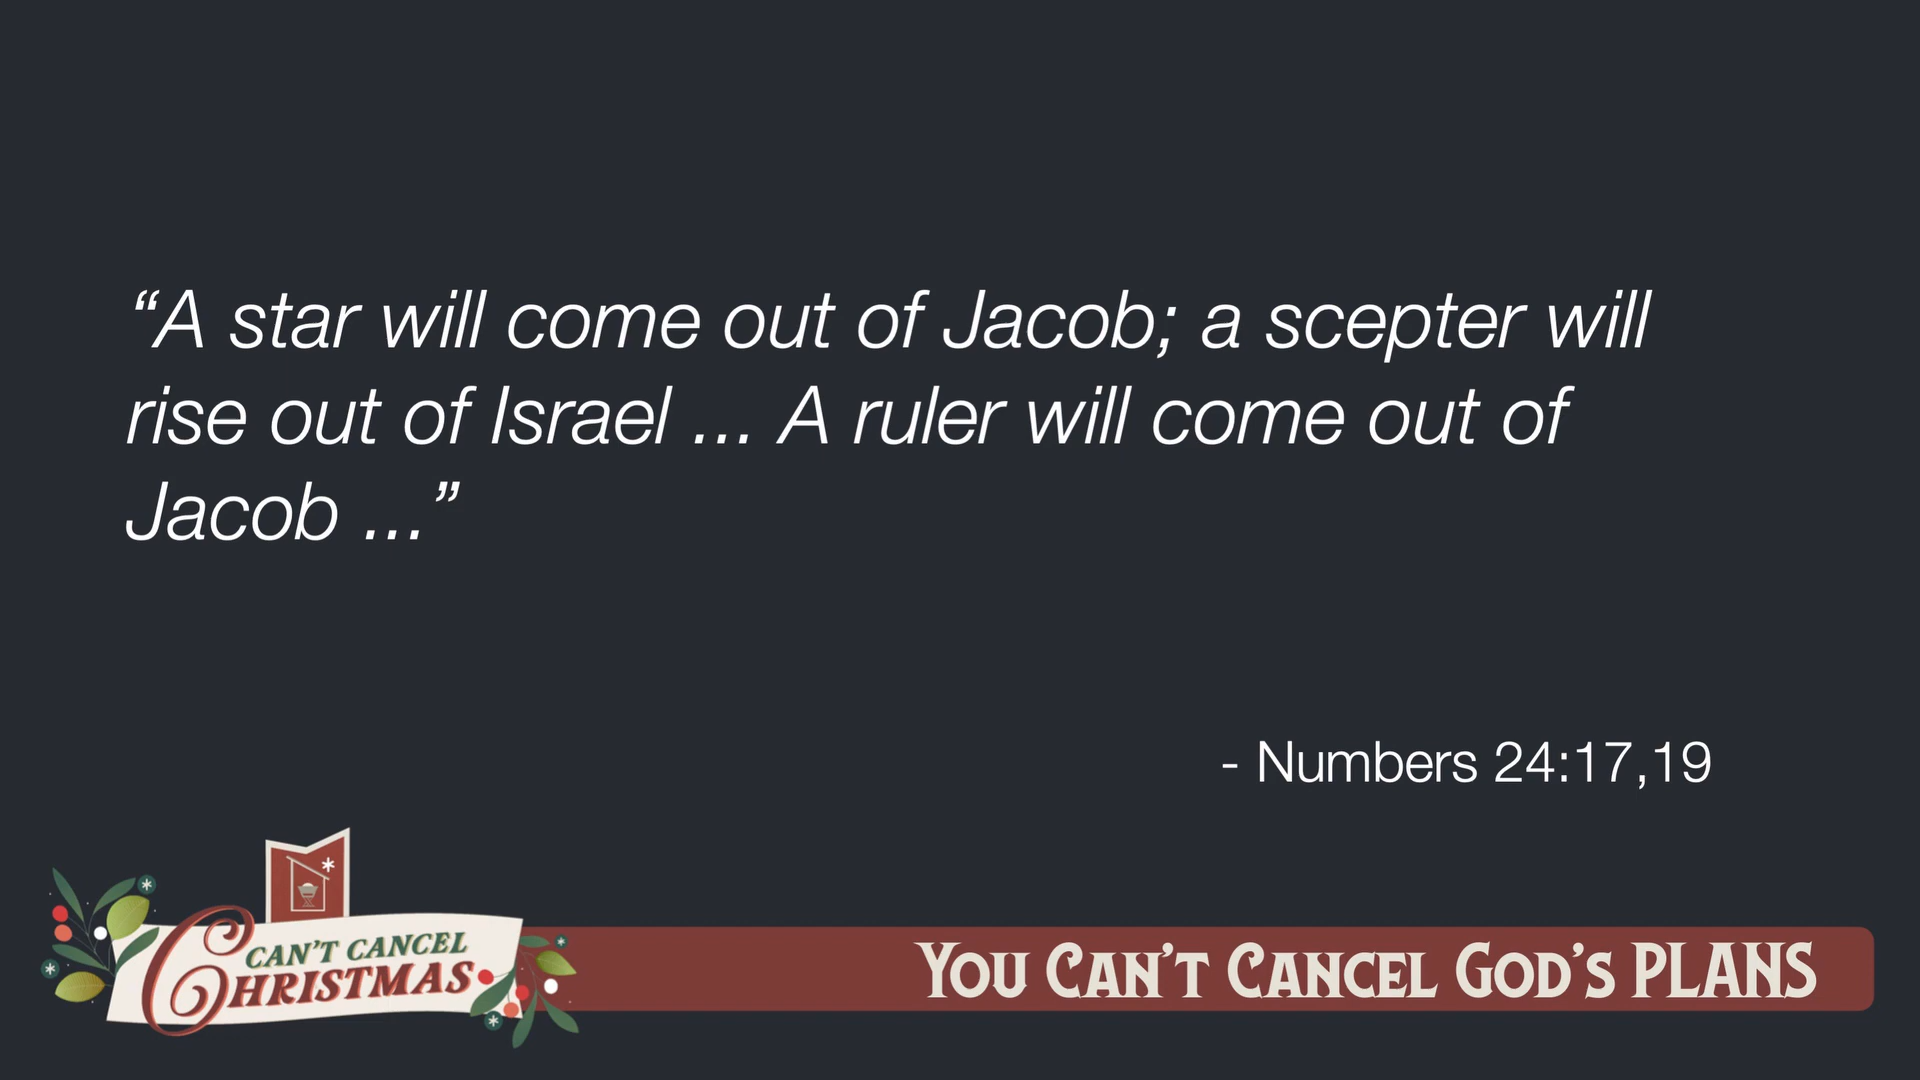 “A star will come out of Jacob; a scepter will
rise out of Israel ... A ruler will come out of
Jacob ...”
- Numbers 24:17,19
CAN'T CANCEL
CHRISTMAS
YOU CAN'T CANCEL GOD'S PLANS